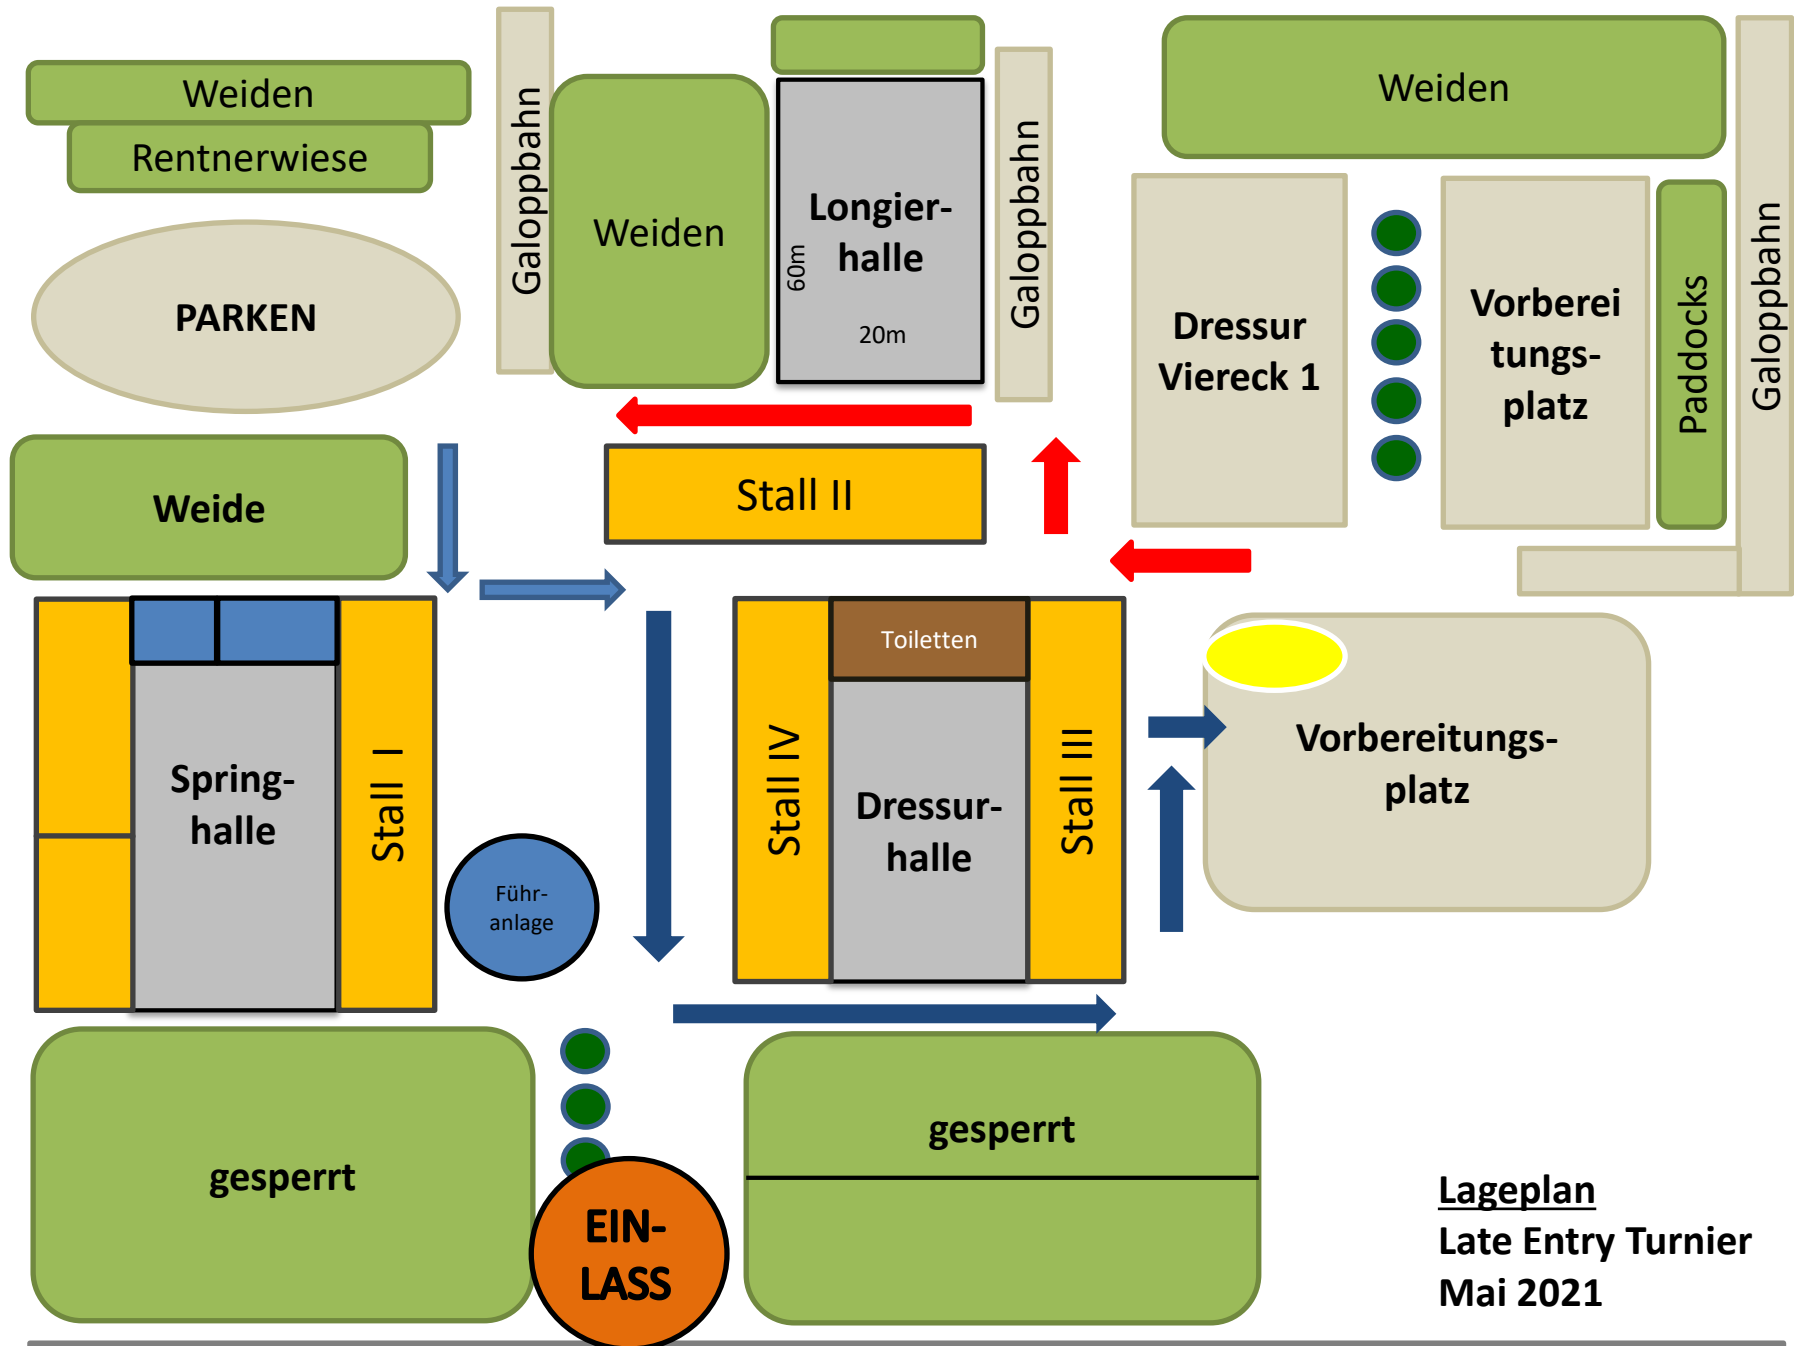 Weiden
Rentnerwiese
PARKEN
Weide
Galoppbahn
Weiden
Longier-
halle
60m
20m
Galoppbahn
Weiden
Dressur
Viereck 1
Vorberei
tungs-
platz
Paddocks
Galoppbahn
Stall II
Spring-
halle
Stall I
Führ-
anlage
Toiletten
Stall IV
Dressur-
halle
Stall III
Vorbereitungs-
platz
gesperrt
EIN-
LASS
gesperrt
Lageplan
Late Entry Turnier
Mai 2021